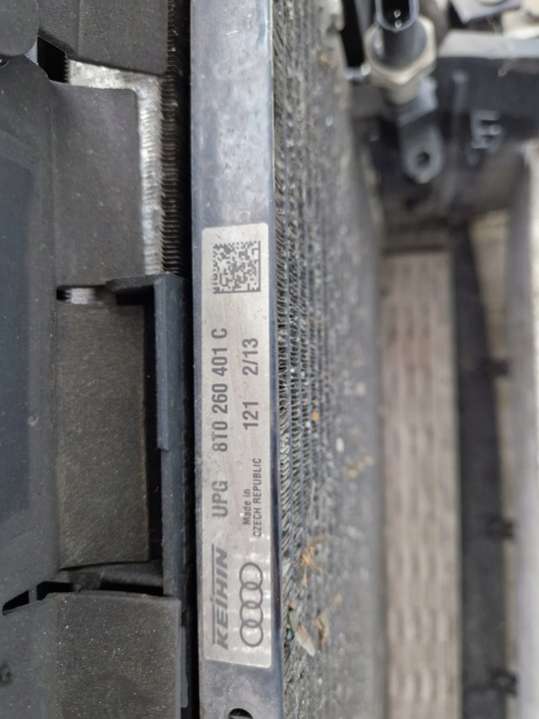 KEIHIN UPG 8T0 260 401 C
Made in
CZECH REPUBLIC
121 2/13